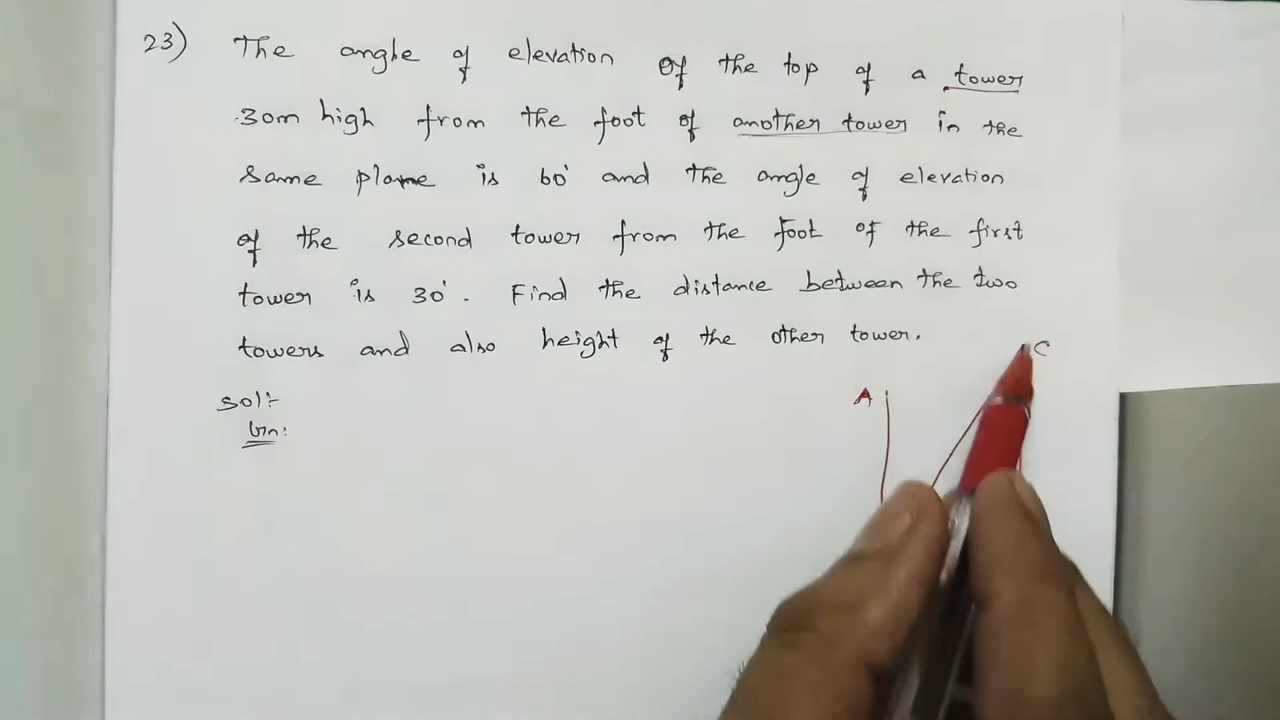 23) The angle of elevation of the top of a tower
30m high from the foot of another tower in the
same plane is 60° and the angle of elevation
of the second tower from the foot of the first
tower is 30°. Find the distance between the two
towers and also height of the other tower.
Sol:-
Gn:
A
C